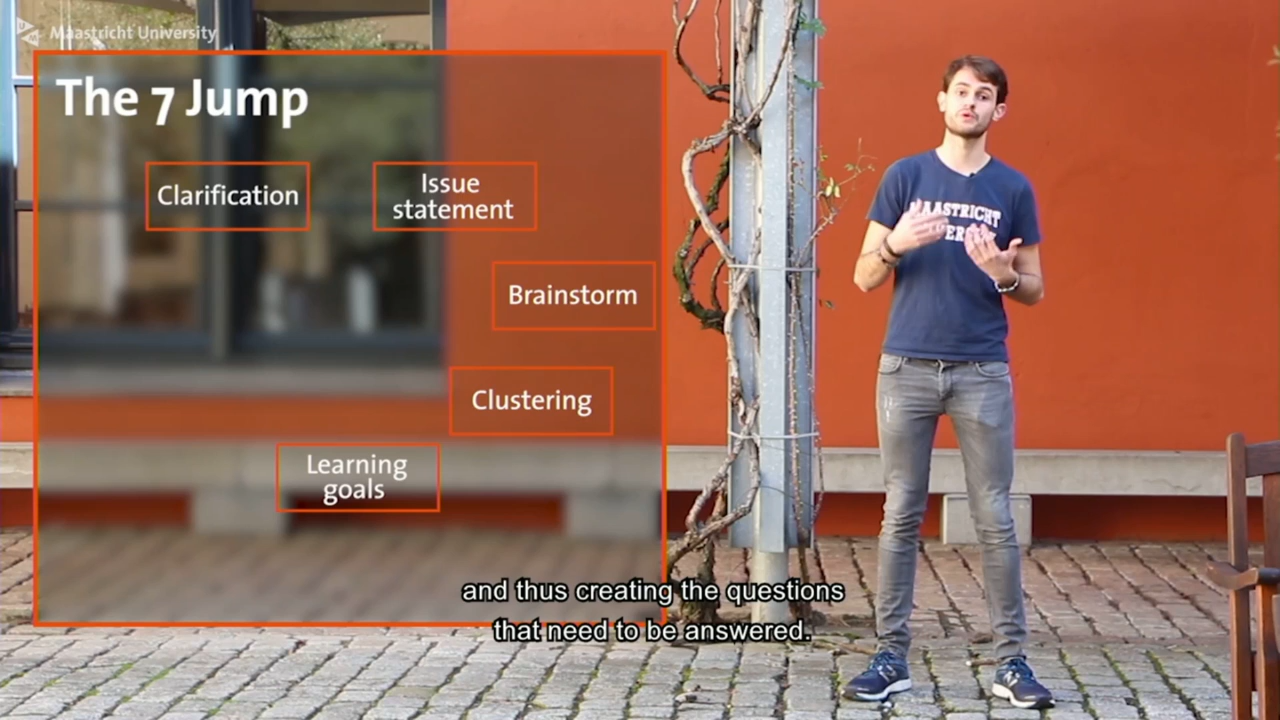 Maastricht University
The 7 Jump
Clarification
Issue
statement
Brainstorm
Clustering
Learning
goals
MAASTRICHT
and thus creating the questions
that need to be answered.